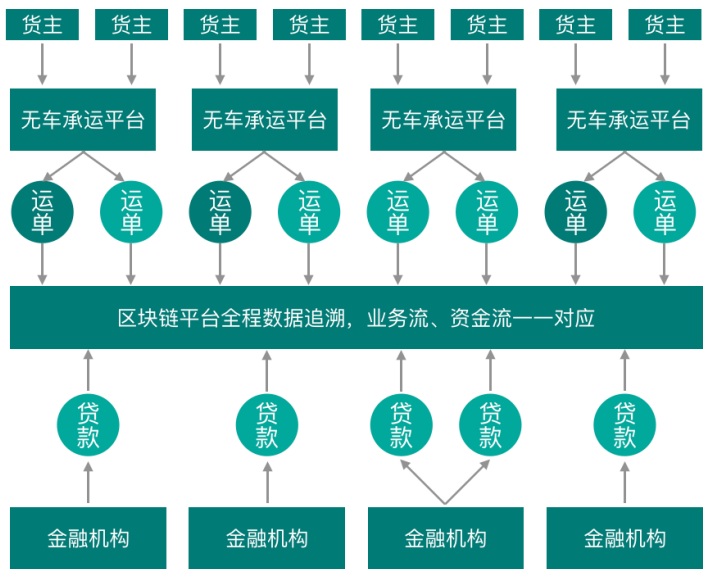 货主 货主 货主 货主 货主 货主 货主 货主
无车承运平台 无车承运平台 无车承运平台 无车承运平台
运单 运单 运单 运单 运单 运单 运单 运单
区块链平台全程数据追溯，业务流、资金流一一对应
贷款 贷款 贷款 贷款 贷款
金融机构 金融机构 金融机构 金融机构